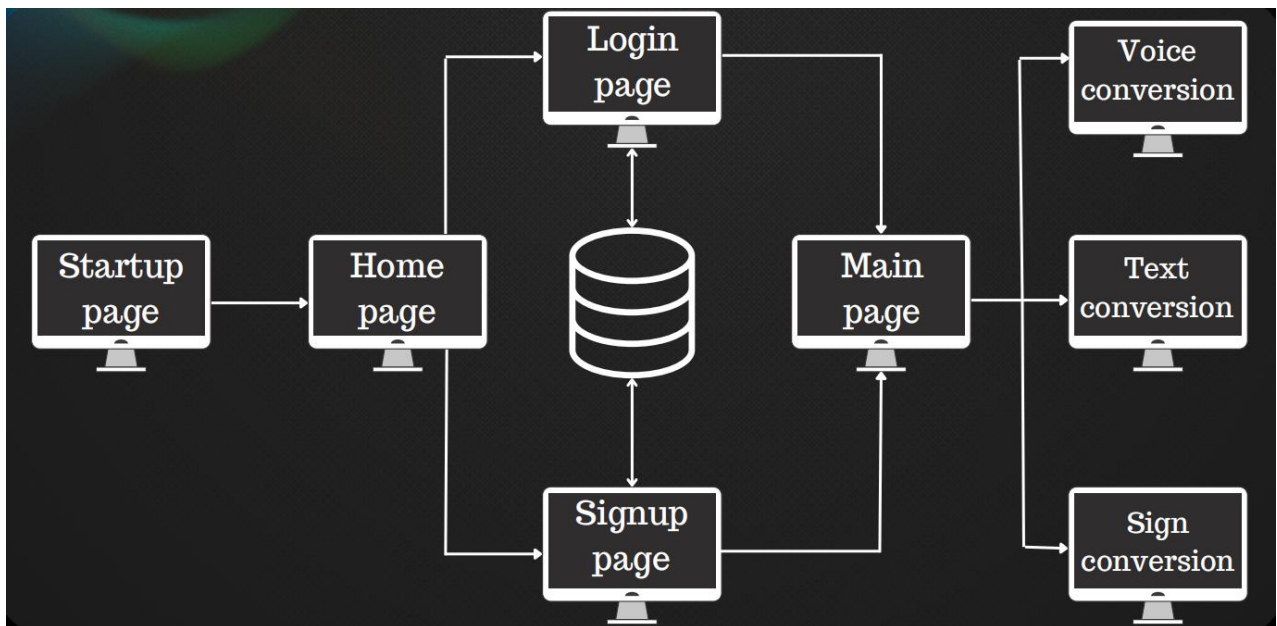 Startup
page
Home
page
Login
page
Signup
page
Main
page
Voice
conversion
Text
conversion
Sign
conversion